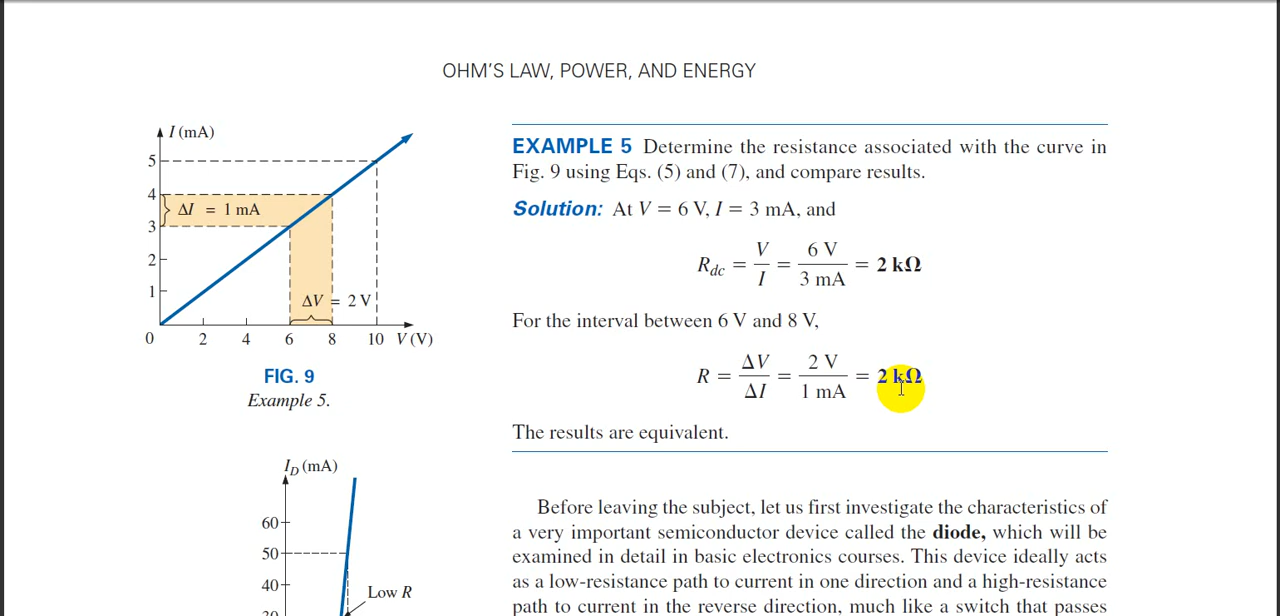 OHM'S LAW, POWER, AND ENERGY
I (mA)
5
4
ΔI = 1 mA
3
2
1
ΔV = 2 V
0 2 4 6 8 10 V (V)
FIG. 9
Example 5.
I_D (mA)
60
50
40
Low R
30
EXAMPLE 5 Determine the resistance associated with the curve in
Fig. 9 using Eqs. (5) and (7), and compare results.
Solution: At V = 6 V, I = 3 mA, and
R_dc = V/I = 6 V/3 mA = 2 kΩ
For the interval between 6 V and 8 V,
R = ΔV/ΔI = 2 V/1 mA = 2 kΩ
The results are equivalent.
Before leaving the subject, let us first investigate the characteristics of
a very important semiconductor device called the diode, which will be
examined in detail in basic electronics courses. This device ideally acts
as a low-resistance path to current in one direction and a high-resistance
path to current in the reverse direction, much like a switch that passes